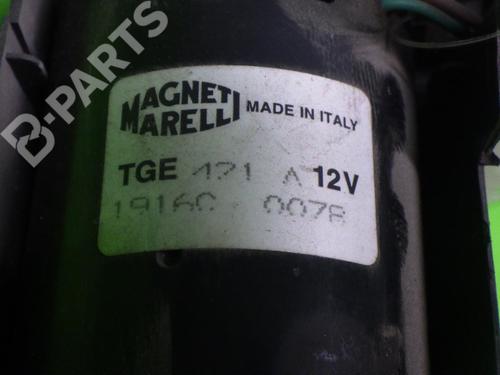 B-PARTS
MAGNETI
MARELLI
MADE IN ITALY
TGE 421 A 12V
19160 0078